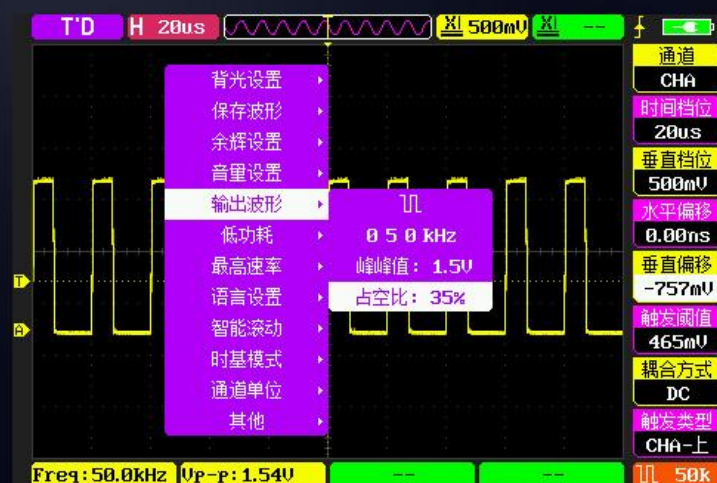 T'D H 20us X1 500mV X1 --
通道
CHA
时间档位
20us
垂直档位
500mV
水平偏移
0.00ns
垂直偏移
-757mV
触发阈值
465mV
耦合方式
DC
触发类型
CHA-上
50K
背光设置
保存波形
余辉设置
音量设置
输出波形
低功耗
最高速率
语言设置
智能滚动
时基模式
通道单位
其他
050kHz
峰峰值: 1.5V
占空比: 35%
T
A
Freq:50.0kHz Vp-p:1.54V -- --